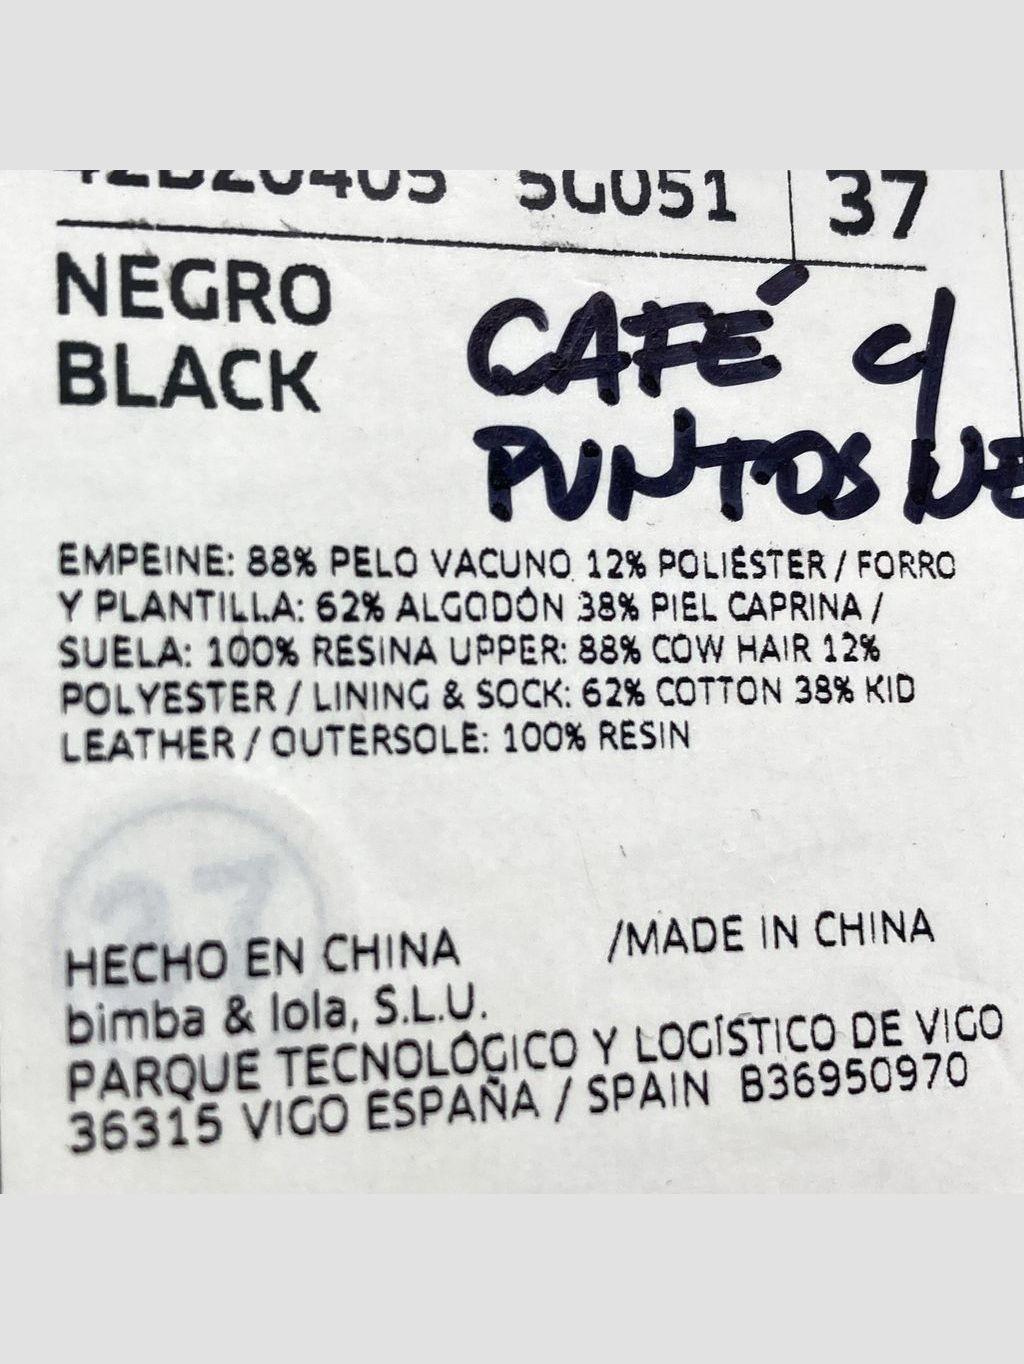 5G051 37
NEGRO
BLACK
CAFÉ c/
PUNTOS
EMPEINE: 88% PELO VACUNO 12% POLIÉSTER / FORRO
Y PLANTILLA: 62% ALGODÓN 38% PIEL CAPRINA /
SUELA: 100% RESINA UPPER: 88% COW HAIR 12%
POLYESTER / LINING & SOCK: 62% COTTON 38% KID
LEATHER / OUTERSOLE: 100% RESIN
37
HECHO EN CHINA /MADE IN CHINA
bimba & lola, S.L.U.
PARQUE TECNOLÓGICO Y LOGÍSTICO DE VIGO
36315 VIGO ESPAÑA / SPAIN B36950970